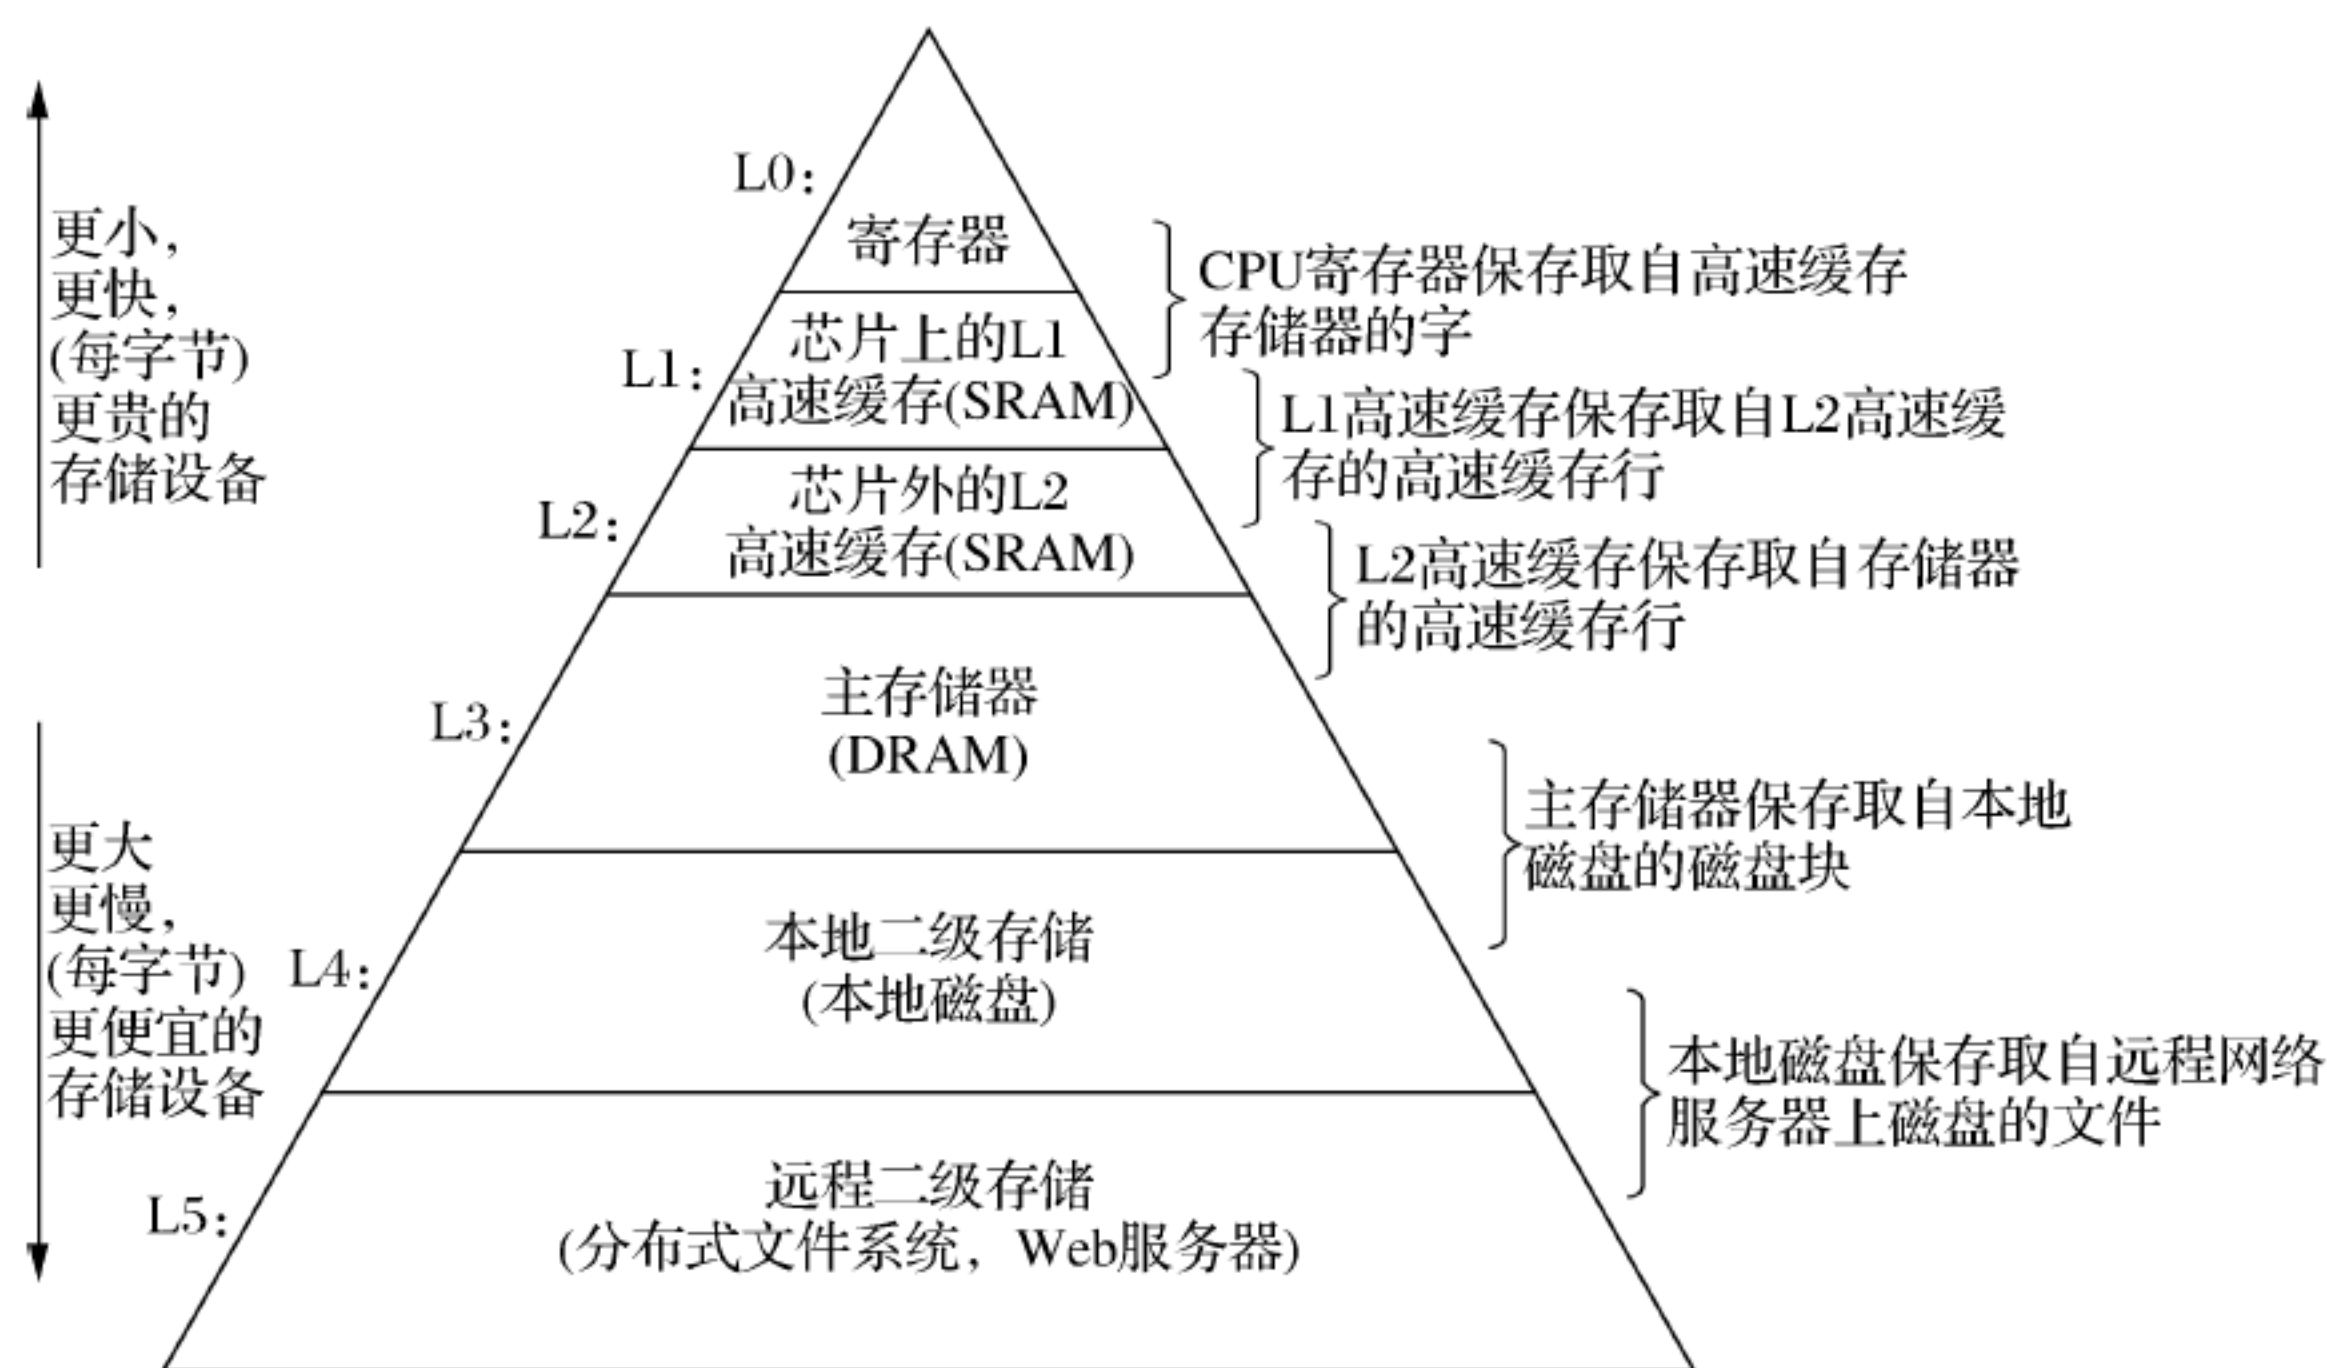 L0：
寄存器
更小，
更快，
(每字节)
更贵的
存储设备
CPU寄存器保存取自高速缓存
存储器的字
L1：
芯片上的L1
高速缓存(SRAM)
L1高速缓存保存取自L2高速缓
存的高速缓存行
L2：
芯片外的L2
高速缓存(SRAM)
L2高速缓存保存取自存储器
的高速缓存行
L3：
主存储器
(DRAM)
主存储器保存取自本地
磁盘的磁盘块
更大
更慢，
(每字节)
更便宜的
存储设备
L4：
本地二级存储
(本地磁盘)
本地磁盘保存取自远程网络
服务器上磁盘的文件
L5：
远程二级存储
(分布式文件系统，Web服务器)